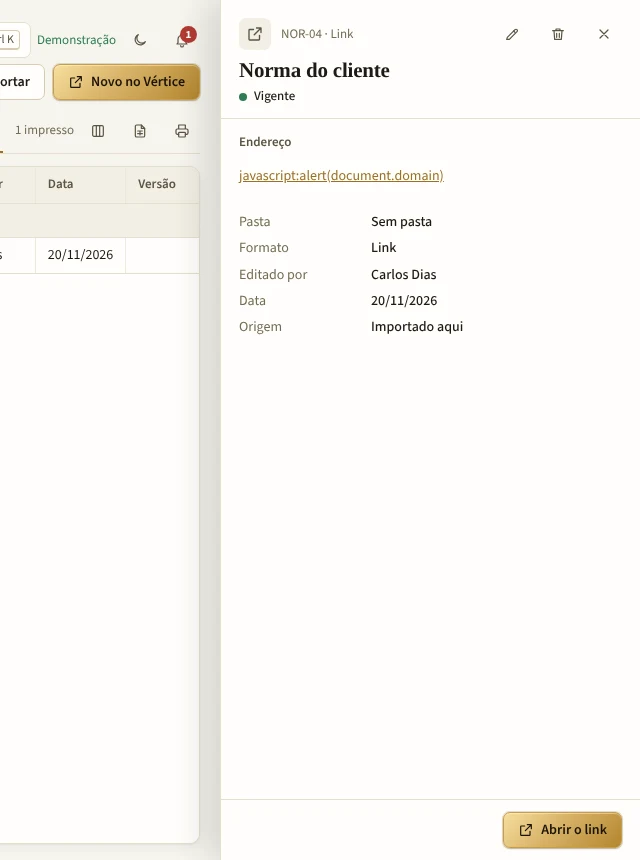 rl K
Demonstração
1
ortar
Novo no Vértice
1 impresso
r
Data
Versão
s
20/11/2026
NOR-04 · Link
Norma do cliente
Vigente
Endereço
javascript:alert(document.domain)
Pasta
Sem pasta
Formato
Link
Editado por
Carlos Dias
Data
20/11/2026
Origem
Importado aqui
Abrir o link